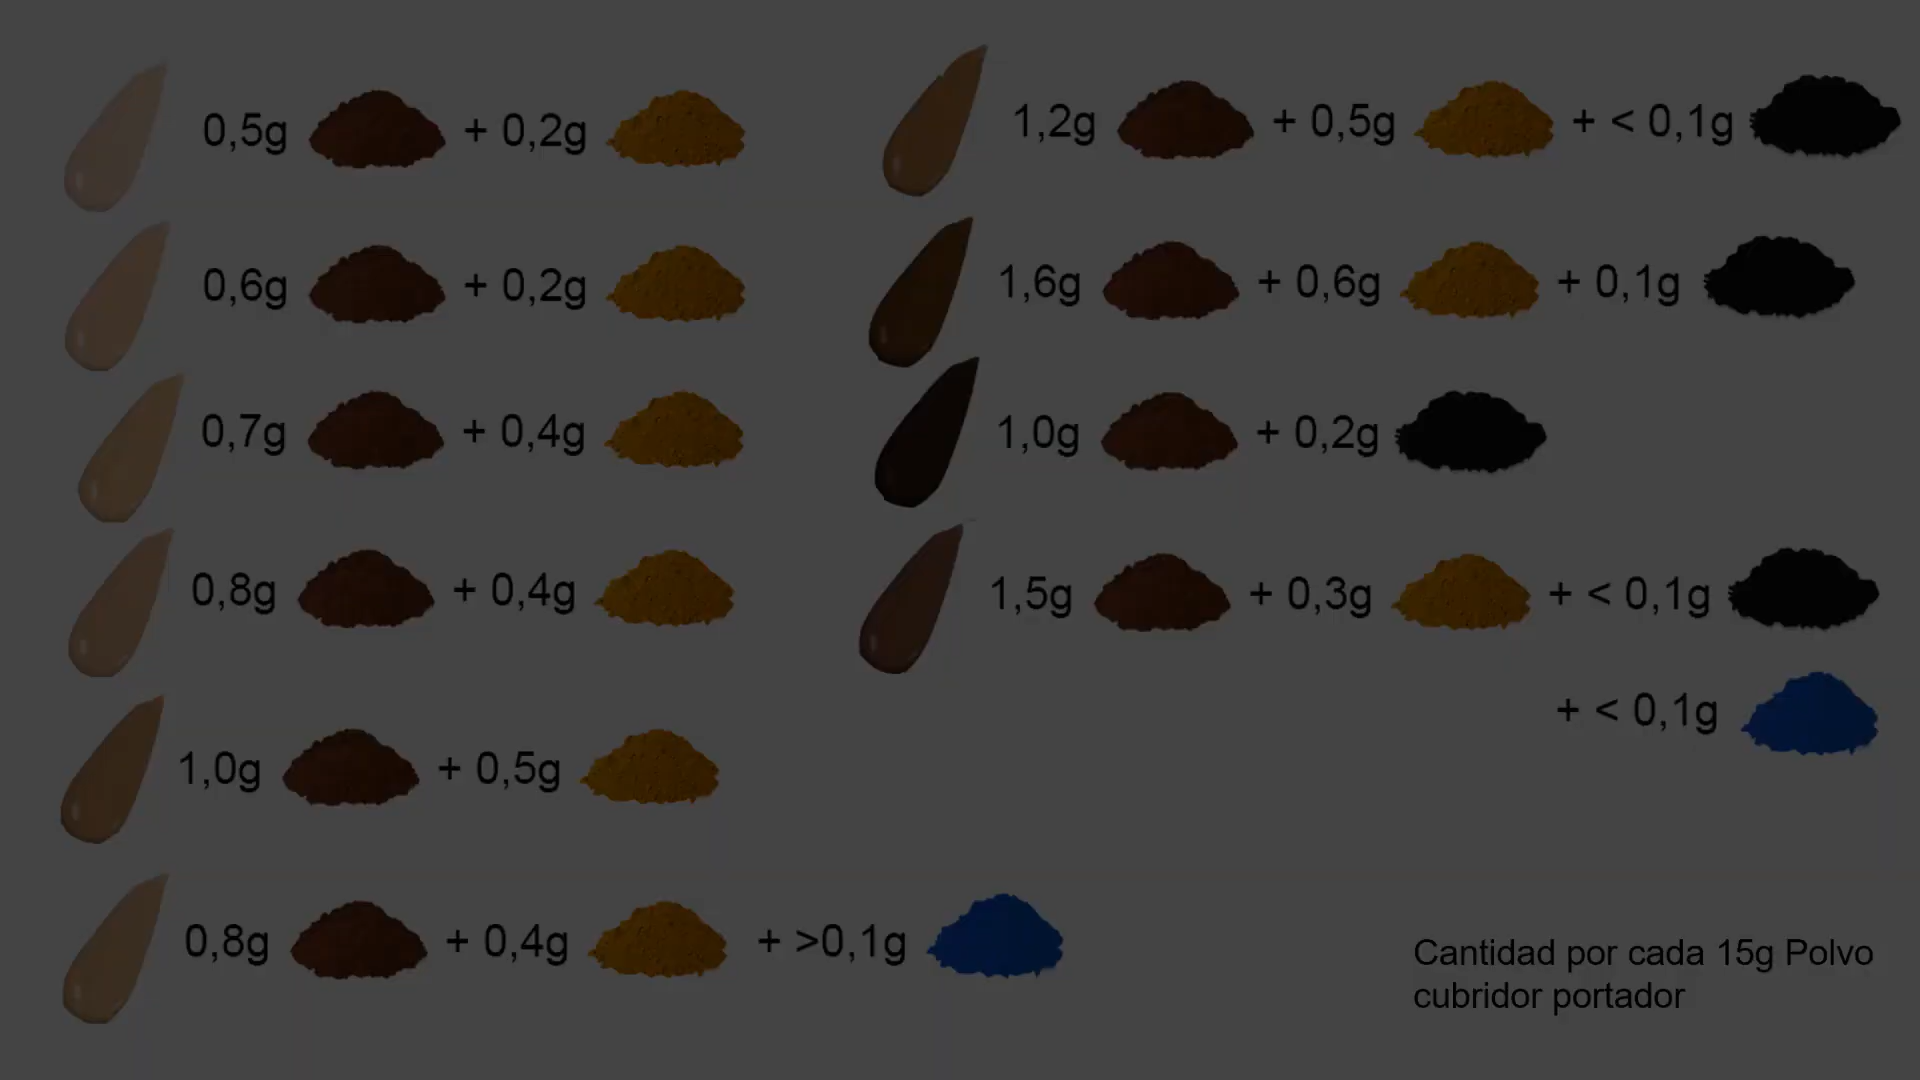 0,5g + 0,2g
0,6g + 0,2g
0,7g + 0,4g
0,8g + 0,4g
1,0g + 0,5g
0,8g + 0,4g + >0,1g
1,2g + 0,5g + < 0,1g
1,6g + 0,6g + 0,1g
1,0g + 0,2g
1,5g + 0,3g + < 0,1g
+ < 0,1g
Cantidad por cada 15g Polvo
cubridor portador